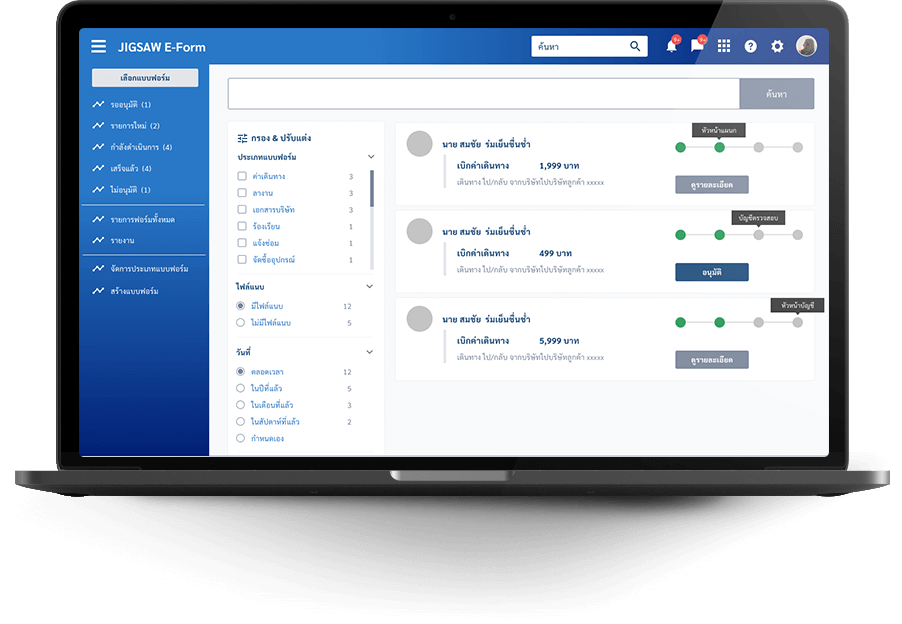 JIGSAW E-Form
ค้นหา
9+
9+
เลือกแบบฟอร์ม
รออนุมัติ (1)
รายการใหม่ (2)
กำลังดำเนินการ (4)
เสร็จแล้ว (4)
ไม่อนุมัติ (1)
รายการฟอร์มทั้งหมด
รายงาน
จัดการประเภทแบบฟอร์ม
สร้างแบบฟอร์ม
ค้นหา
กรอง & ปรับแต่ง
ประเภทแบบฟอร์ม
ค่าเดินทาง 3
ลางาน 3
เอกสารบริษัท 3
ร้องเรียน 1
แจ้งซ่อม 1
จัดซื้ออุปกรณ์ 1
ไฟล์แนบ
มีไฟล์แนบ 12
ไม่มีไฟล์แนบ 5
วันที่
ตลอดเวลา 12
ในปีที่แล้ว 5
ในเดือนที่แล้ว 3
ในสัปดาห์ที่แล้ว 2
กำหนดเอง
นาย สมชัย ร่มเย็นชื่นช่ำ
เบิกค่าเดินทาง 1,999 บาท
เดินทาง ไป/กลับ จากบริษัทไปบริษัทลูกค้า xxxxx
หัวหน้าแผนก
ดูรายละเอียด
นาย สมชัย ร่มเย็นชื่นช่ำ
เบิกค่าเดินทาง 499 บาท
เดินทาง ไป/กลับ จากบริษัทไปบริษัทลูกค้า xxxxx
บัญชีตรวจสอบ
อนุมัติ
นาย สมชัย ร่มเย็นชื่นช่ำ
เบิกค่าเดินทาง 5,999 บาท
เดินทาง ไป/กลับ จากบริษัทไปบริษัทลูกค้า xxxxx
หัวหน้าบัญชี
ดูรายละเอียด